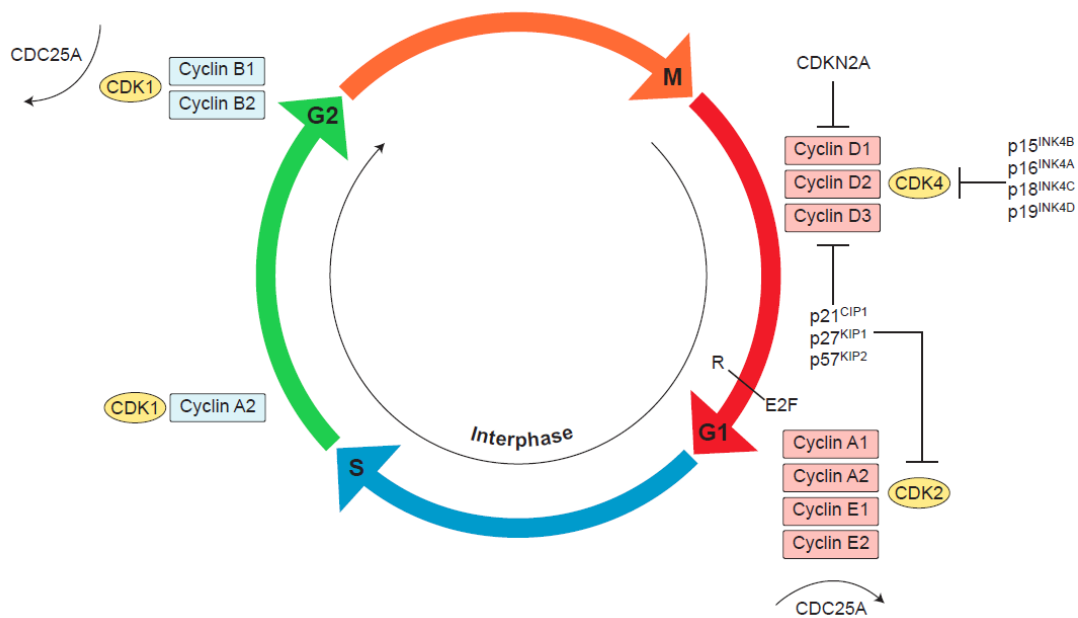 CDC25A
CDK1
Cyclin B1
Cyclin B2
G2
M
CDKN2A
Cyclin D1
Cyclin D2
Cyclin D3
CDK4
p15INK4B
p16INK4A
p18INK4C
p19INK4D
p21CIP1
p27KIP1
p57KIP2
R
E2F
G1
CDK1
Cyclin A2
Interphase
S
Cyclin A1
Cyclin A2
Cyclin E1
Cyclin E2
CDK2
CDC25A